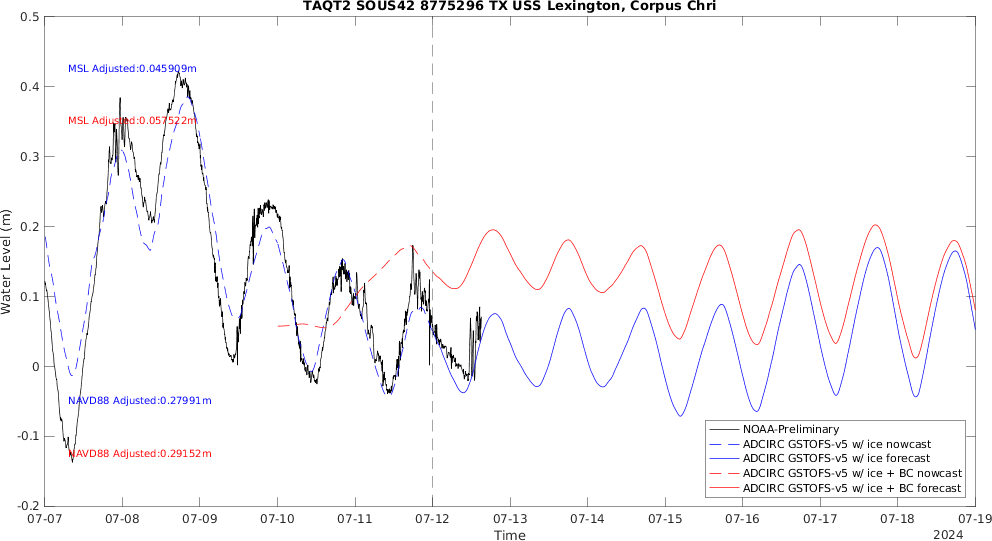 TAQT2 SOUS42 8775296 TX USS Lexington, Corpus Chri
0.5
0.4
0.3
0.2
0.1
0
-0.1
-0.2
Water Level (m)
MSL Adjusted:0.045909m
MSL Adjusted:0.057522m
NAVD88 Adjusted:0.27991m
NAVD88 Adjusted:0.29152m
NOAA-Preliminary
ADCIRC GSTOFS-v5 w/ ice nowcast
ADCIRC GSTOFS-v5 w/ ice forecast
ADCIRC GSTOFS-v5 w/ ice + BC nowcast
ADCIRC GSTOFS-v5 w/ ice + BC forecast
07-07 07-08 07-09 07-10 07-11 07-12 07-13 07-14 07-15 07-16 07-17 07-18 07-19
Time
2024